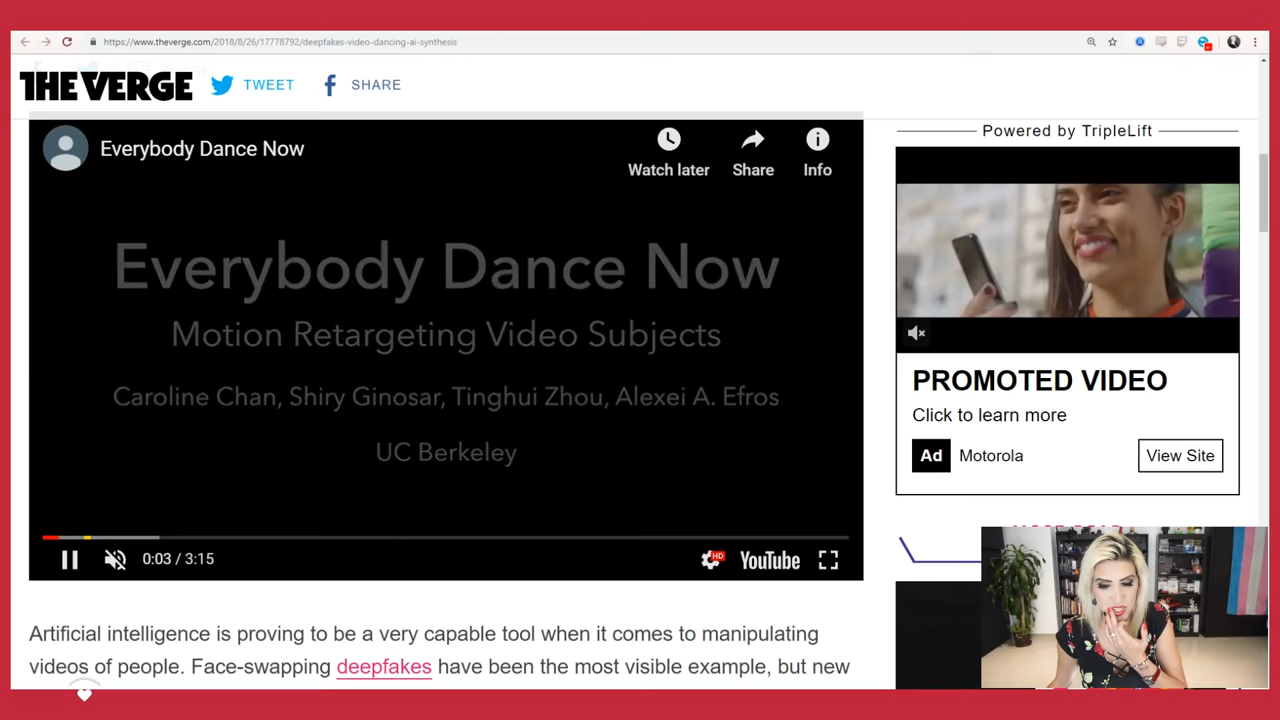 https://www.theverge.com/2018/8/26/17778792/deepfakes-video-dancing-ai-synthesis
THE VERGE
TWEET
SHARE
Everybody Dance Now
Watch later
Share
Info
Everybody Dance Now
Motion Retargeting Video Subjects
Caroline Chan, Shiry Ginosar, Tinghui Zhou, Alexei A. Efros
UC Berkeley
0:03 / 3:15
HD
YouTube
Artificial intelligence is proving to be a very capable tool when it comes to manipulating
videos of people. Face-swapping deepfakes have been the most visible example, but new
Powered by TripleLift
PROMOTED VIDEO
Click to learn more
Ad Motorola
View Site